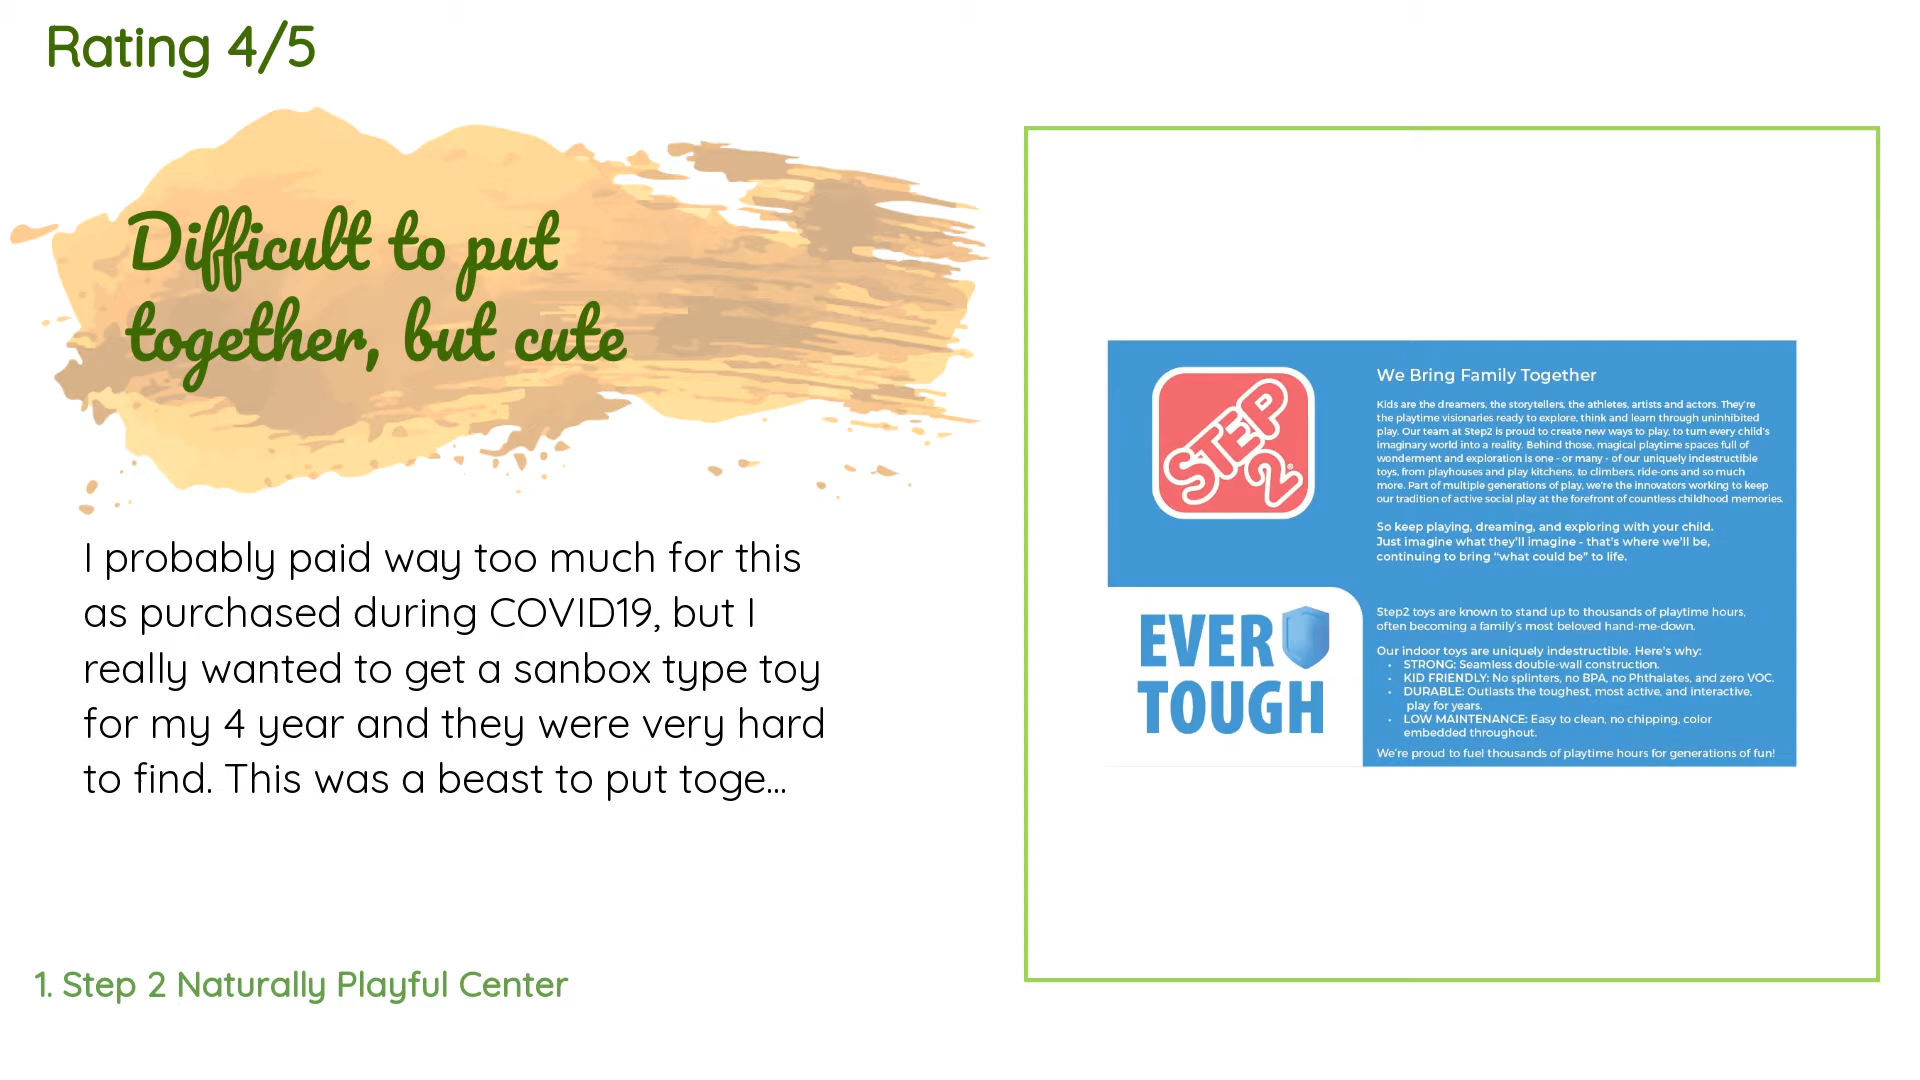 Rating 4/5
Difficult to put
together, but cute
I probably paid way too much for this
as purchased during COVID19, but I
really wanted to get a sanbox type toy
for my 4 year and they were very hard
to find. This was a beast to put toge...
1. Step 2 Naturally Playful Center
STEP
2®
We Bring Family Together
Kids are the dreamers, the storytellers, the athletes, artists and actors. They're
the playtime visionaries ready to explore, think and learn through uninhibited
play. Our team at Step2 is proud to create new ways to play, to turn every child's
imaginary world into a reality. Behind those, magical playtime spaces full of
wonderment and exploration is one - or many - of our uniquely indestructible
toys, from playhouses and play kitchens, to climbers, ride-ons and so much
more. Part of multiple generations of play, we're the innovators working to keep
our tradition of active social play at the forefront of countless childhood memories.
So keep playing, dreaming, and exploring with your child.
Just imagine what they'll imagine - that's where we'll be,
continuing to bring “what could be” to life.
EVER
TOUGH
Step2 toys are known to stand up to thousands of playtime hours,
often becoming a family's most beloved hand-me-down.
Our indoor toys are uniquely indestructible. Here's why:
• STRONG: Seamless double-wall construction.
• KID FRIENDLY: No splinters, no BPA, no Phthalates, and zero VOC.
• DURABLE: Outlasts the toughest, most active, and interactive,
play for years.
• LOW MAINTENANCE: Easy to clean, no chipping, color
embedded throughout.
We're proud to fuel thousands of playtime hours for generations of fun!